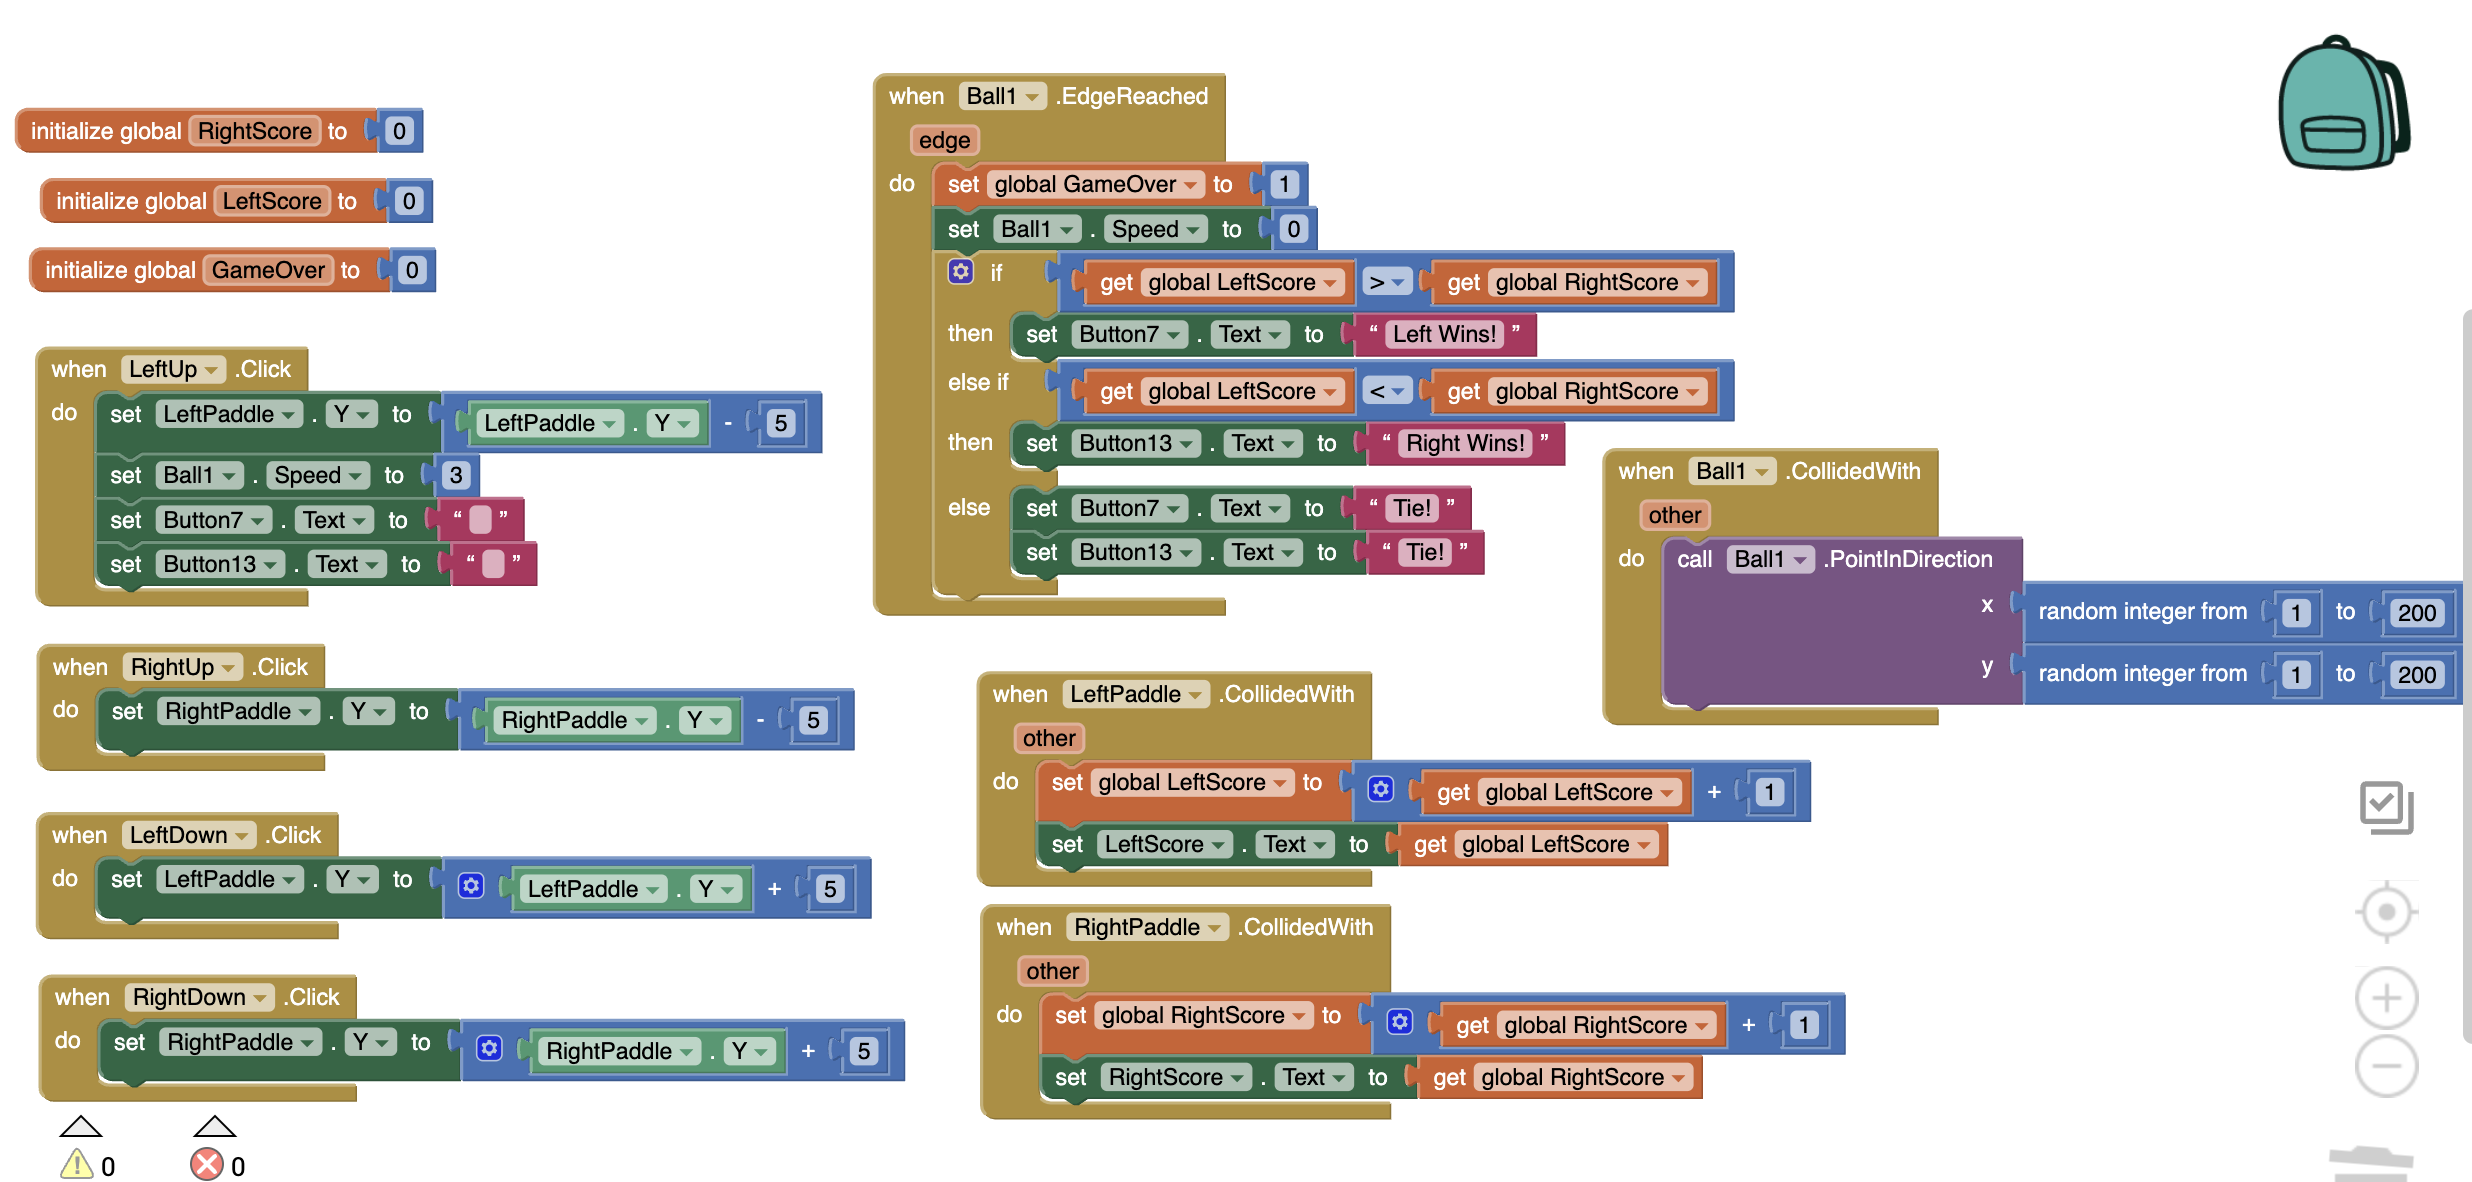 initialize global RightScore to 0
initialize global LeftScore to 0
initialize global GameOver to 0
when LeftUp .Click
do set LeftPaddle . Y to LeftPaddle . Y - 5
set Ball1 . Speed to 3
set Button7 . Text to “ ”
set Button13 . Text to “ ”
when RightUp .Click
do set RightPaddle . Y to RightPaddle . Y - 5
when LeftDown .Click
do set LeftPaddle . Y to LeftPaddle . Y + 5
when RightDown .Click
do set RightPaddle . Y to RightPaddle . Y + 5
0 0
when Ball1 .EdgeReached
edge
do set global GameOver to 1
set Ball1 . Speed to 0
if get global LeftScore > get global RightScore
then set Button7 . Text to “ Left Wins! ”
else if get global LeftScore < get global RightScore
then set Button13 . Text to “ Right Wins! ”
else set Button7 . Text to “ Tie! ”
set Button13 . Text to “ Tie! ”
when LeftPaddle .CollidedWith
other
do set global LeftScore to get global LeftScore + 1
set LeftScore . Text to get global LeftScore
when RightPaddle .CollidedWith
other
do set global RightScore to get global RightScore + 1
set RightScore . Text to get global RightScore
when Ball1 .CollidedWith
other
do call Ball1 .PointInDirection
x random integer from 1 to 200
y random integer from 1 to 200